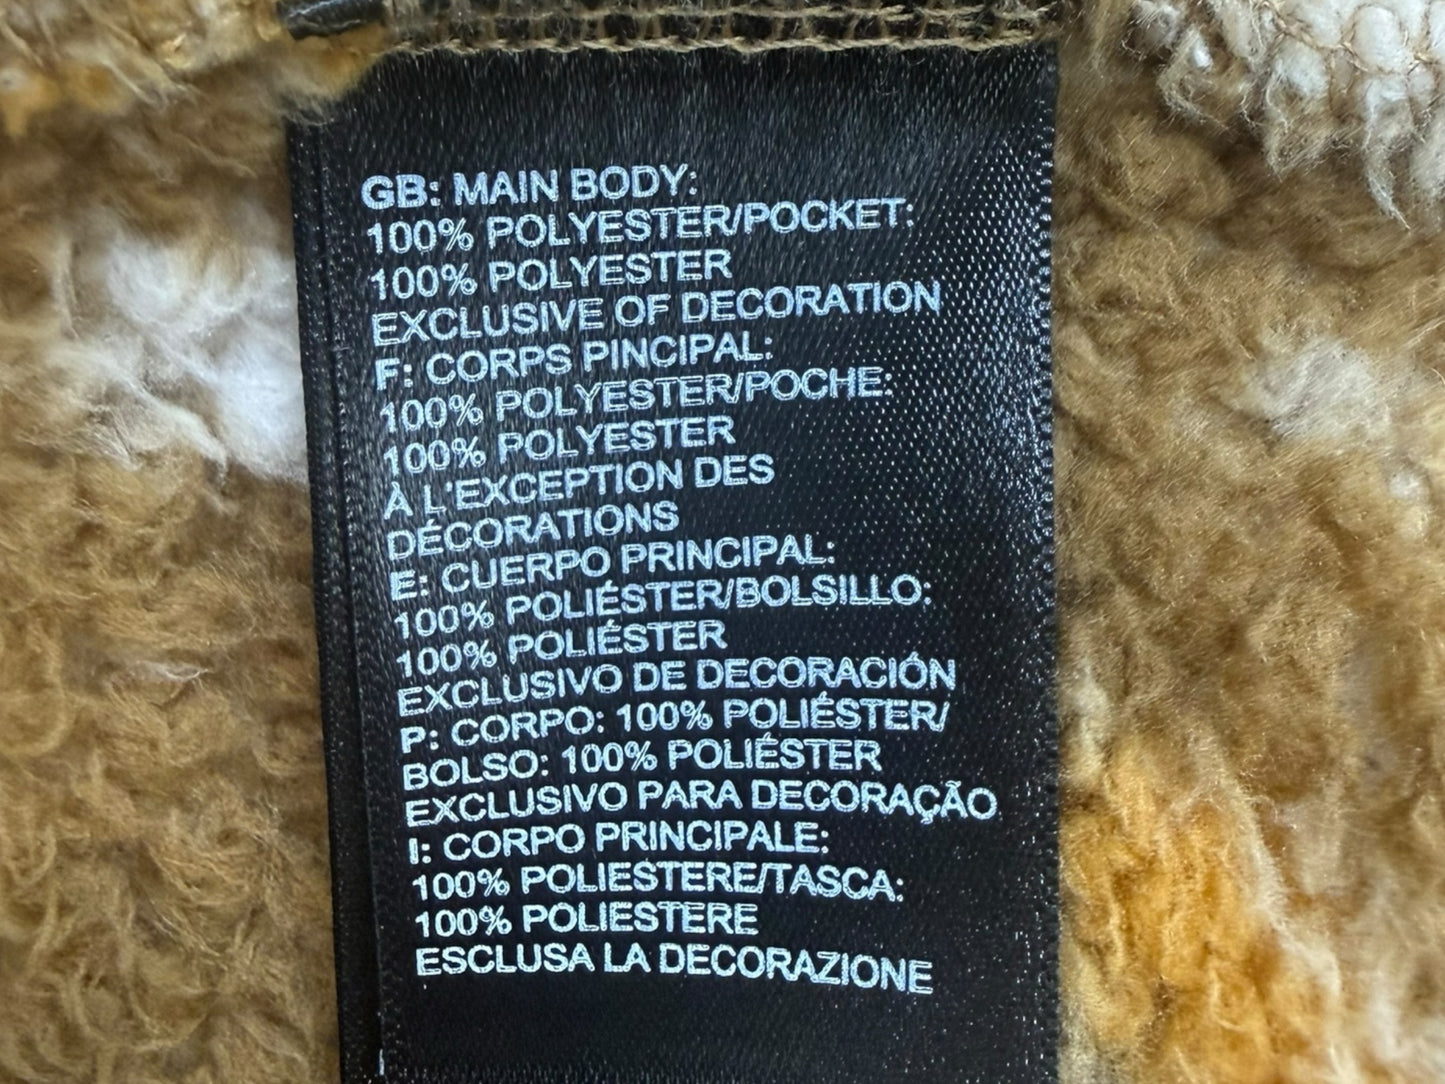 GB: MAIN BODY:
100% POLYESTER/POCKET:
100% POLYESTER
EXCLUSIVE OF DECORATION
F: CORPS PINCIPAL:
100% POLYESTER/POCHE:
100% POLYESTER
À L'EXCEPTION DES
DÉCORATIONS
E: CUERPO PRINCIPAL:
100% POLIÉSTER/BOLSILLO:
100% POLIÉSTER
EXCLUSIVO DE DECORACIÓN
P: CORPO: 100% POLIÉSTER/
BOLSO: 100% POLIÉSTER
EXCLUSIVO PARA DECORAÇÃO
I: CORPO PRINCIPALE:
100% POLIESTERE/TASCA:
100% POLIESTERE
ESCLUSA LA DECORAZIONE